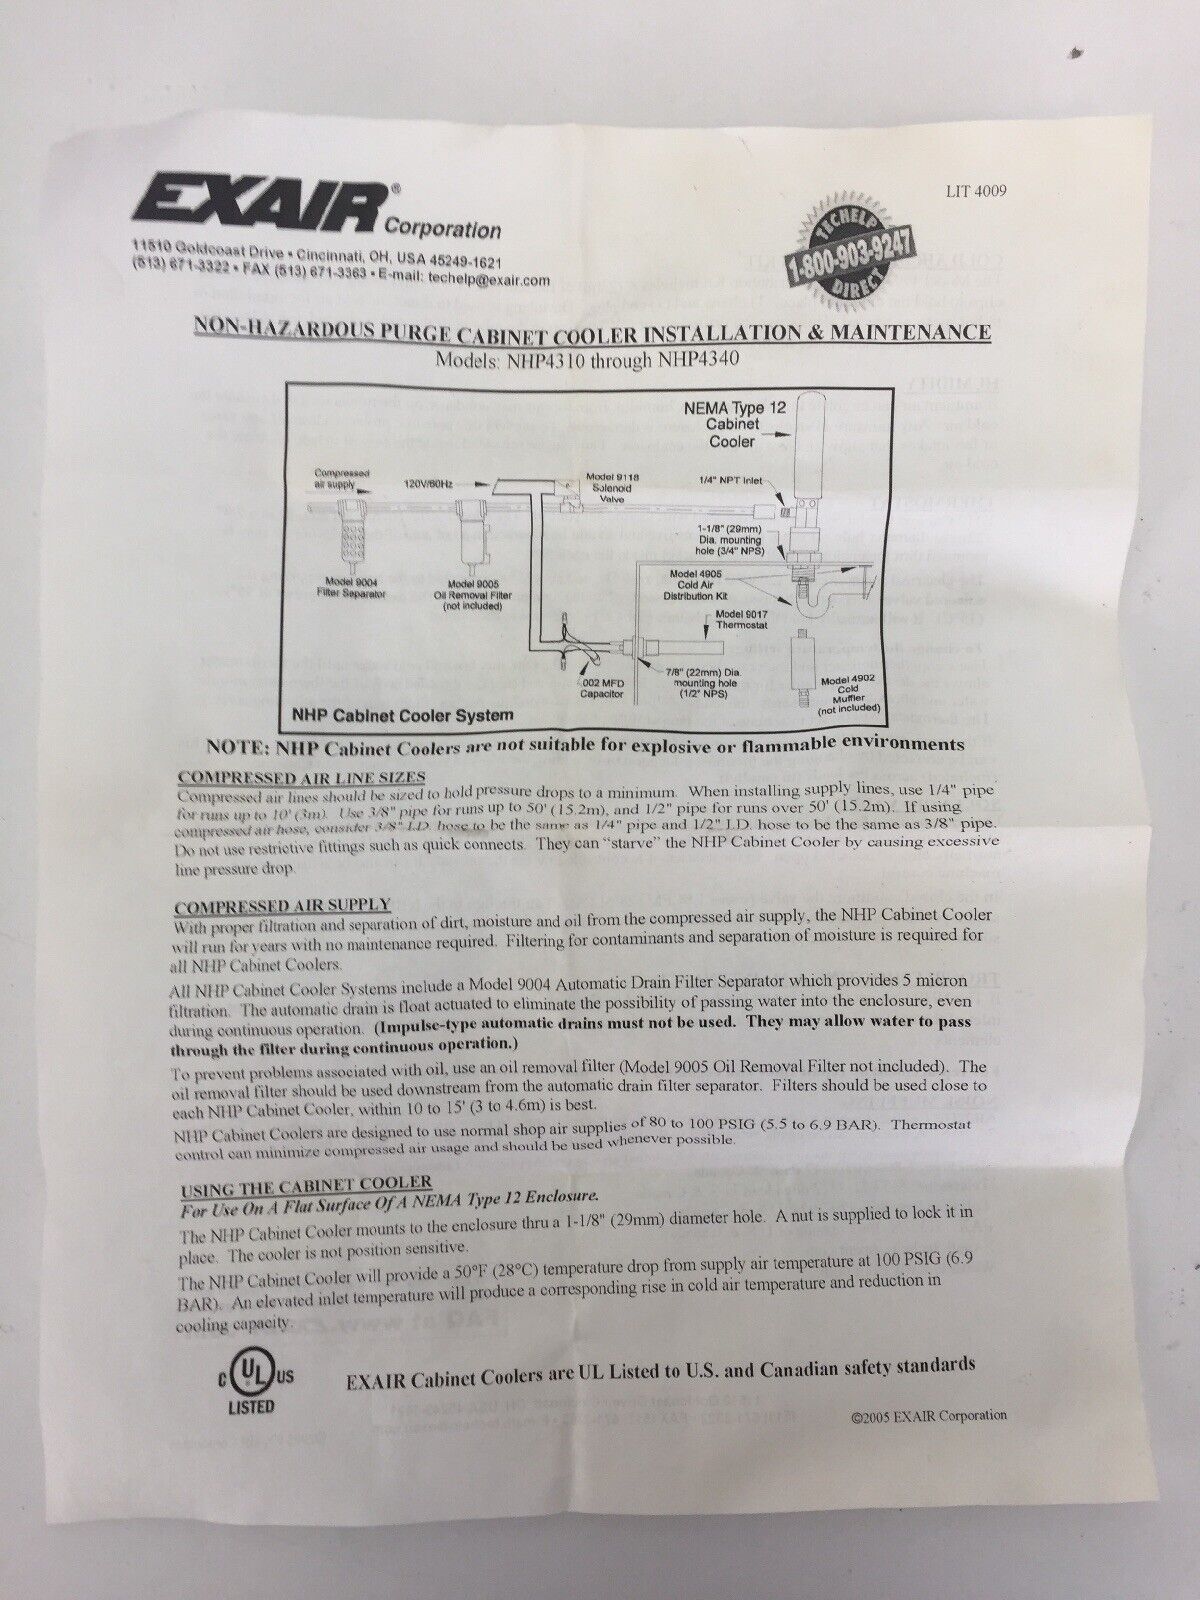 EXAIR® Corporation
11510 Goldcoast Drive • Cincinnati, OH, USA 45249-1621
(513) 671-3322 • FAX (513) 671-3363 • E-mail: techelp@exair.com
LIT 4009
TECHELP
1-800-903-9247
DIRECT
NON-HAZARDOUS PURGE CABINET COOLER INSTALLATION & MAINTENANCE
Models: NHP4310 through NHP4340
NEMA Type 12
Cabinet
Cooler
Compressed
air supply
120V/60Hz
Model 9118
Solenoid
Valve
1/4" NPT Inlet
1-1/8" (29mm)
Dia. mounting
hole (3/4" NPS)
Model 9004
Filter Separator
Model 9005
Oil Removal Filter
(not included)
Model 4905
Cold Air
Distribution Kit
Model 9017
Thermostat
.002 MFD
Capacitor
7/8" (22mm) Dia.
mounting hole
(1/2" NPS)
Model 4902
Cold
Muffler
(not included)
NHP Cabinet Cooler System
NOTE: NHP Cabinet Coolers are not suitable for explosive or flammable environments
COMPRESSED AIR LINE SIZES
Compressed air lines should be sized to hold pressure drops to a minimum. When installing supply lines, use 1/4" pipe
for runs up to 10' (3m). Use 3/8" pipe for runs up to 50' (15.2m), and 1/2" pipe for runs over 50' (15.2m). If using
compressed air hose, consider 3/8" I.D. hose to be the same as 1/4" pipe and 1/2" I.D. hose to be the same as 3/8" pipe.
Do not use restrictive fittings such as quick connects. They can "starve" the NHP Cabinet Cooler by causing excessive
line pressure drop.
COMPRESSED AIR SUPPLY
With proper filtration and separation of dirt, moisture and oil from the compressed air supply, the NHP Cabinet Cooler
will run for years with no maintenance required. Filtering for contaminants and separation of moisture is required for
all NHP Cabinet Coolers.
All NHP Cabinet Cooler Systems include a Model 9004 Automatic Drain Filter Separator which provides 5 micron
filtration. The automatic drain is float actuated to eliminate the possibility of passing water into the enclosure, even
during continuous operation. (Impulse-type automatic drains must not be used. They may allow water to pass
through the filter during continuous operation.)
To prevent problems associated with oil, use an oil removal filter (Model 9005 Oil Removal Filter not included). The
oil removal filter should be used downstream from the automatic drain filter separator. Filters should be used close to
each NHP Cabinet Cooler, within 10 to 15' (3 to 4.6m) is best.
NHP Cabinet Coolers are designed to use normal shop air supplies of 80 to 100 PSIG (5.5 to 6.9 BAR). Thermostat
control can minimize compressed air usage and should be used whenever possible.
USING THE CABINET COOLER
For Use On A Flat Surface Of A NEMA Type 12 Enclosure.
The NHP Cabinet Cooler mounts to the enclosure thru a 1-1/8" (29mm) diameter hole. A nut is supplied to lock it in
place. The cooler is not position sensitive.
The NHP Cabinet Cooler will provide a 50°F (28°C) temperature drop from supply air temperature at 100 PSIG (6.9
BAR). An elevated inlet temperature will produce a corresponding rise in cold air temperature and reduction in
cooling capacity.
C UL US
LISTED
EXAIR Cabinet Coolers are UL Listed to U.S. and Canadian safety standards
©2005 EXAIR Corporation